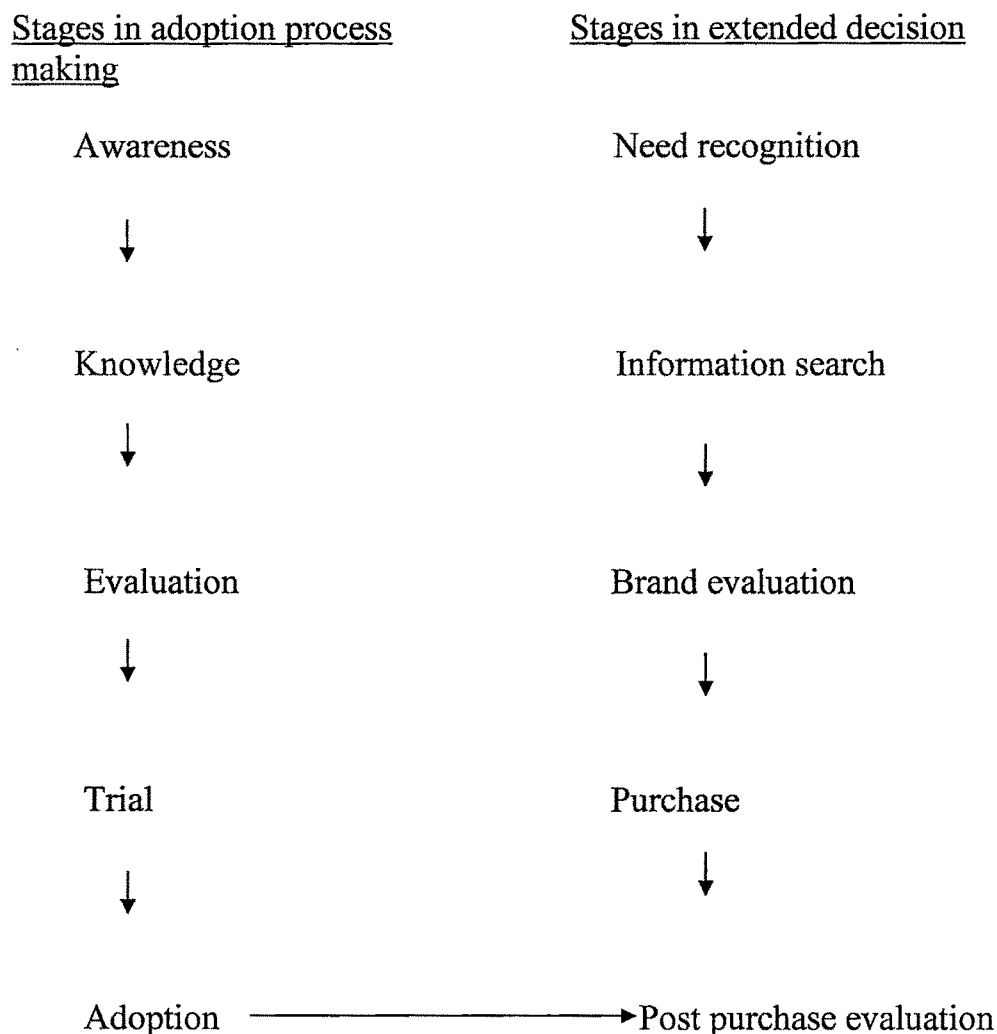 Stages in adoption process Stages in extended decision
making
Awareness Need recognition
Knowledge Information search
Evaluation Brand evaluation
Trial Purchase
Adoption Post purchase evaluation